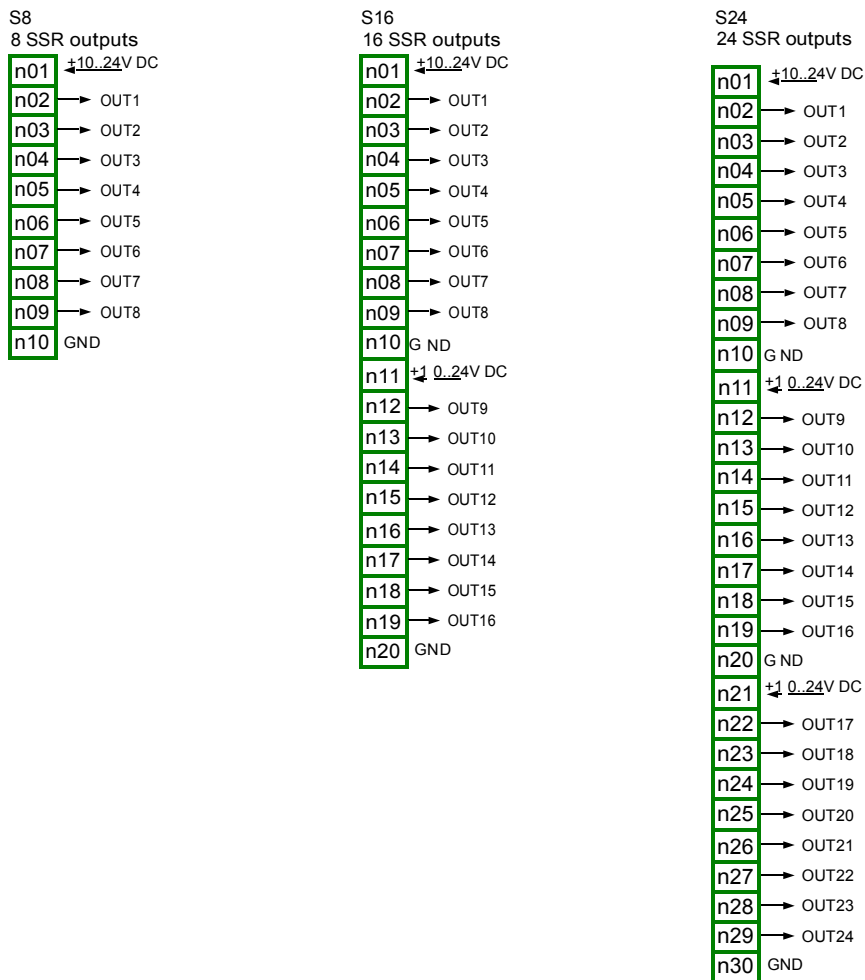 S8
8 SSR outputs
n01 +10..24V DC
n02 OUT1
n03 OUT2
n04 OUT3
n05 OUT4
n06 OUT5
n07 OUT6
n08 OUT7
n09 OUT8
n10 GND
S16
16 SSR outputs
n01 +10..24V DC
n02 OUT1
n03 OUT2
n04 OUT3
n05 OUT4
n06 OUT5
n07 OUT6
n08 OUT7
n09 OUT8
n10 G ND
n11 +1 0..24V DC
n12 OUT9
n13 OUT10
n14 OUT11
n15 OUT12
n16 OUT13
n17 OUT14
n18 OUT15
n19 OUT16
n20 GND
S24
24 SSR outputs
n01 +10..24V DC
n02 OUT1
n03 OUT2
n04 OUT3
n05 OUT4
n06 OUT5
n07 OUT6
n08 OUT7
n09 OUT8
n10 G ND
n11 +1 0..24V DC
n12 OUT9
n13 OUT10
n14 OUT11
n15 OUT12
n16 OUT13
n17 OUT14
n18 OUT15
n19 OUT16
n20 G ND
n21 +1 0..24V DC
n22 OUT17
n23 OUT18
n24 OUT19
n25 OUT20
n26 OUT21
n27 OUT22
n28 OUT23
n29 OUT24
n30 GND